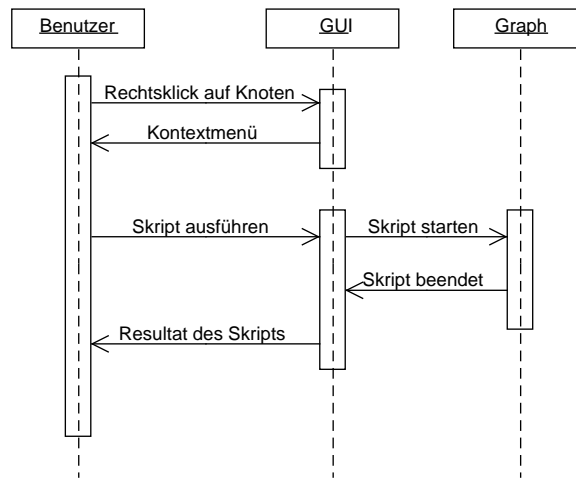 Benutzer
GUI
Graph
Rechtsklick auf Knoten
Kontextmenü
Skript ausführen
Skript starten
Skript beendet
Resultat des Skripts